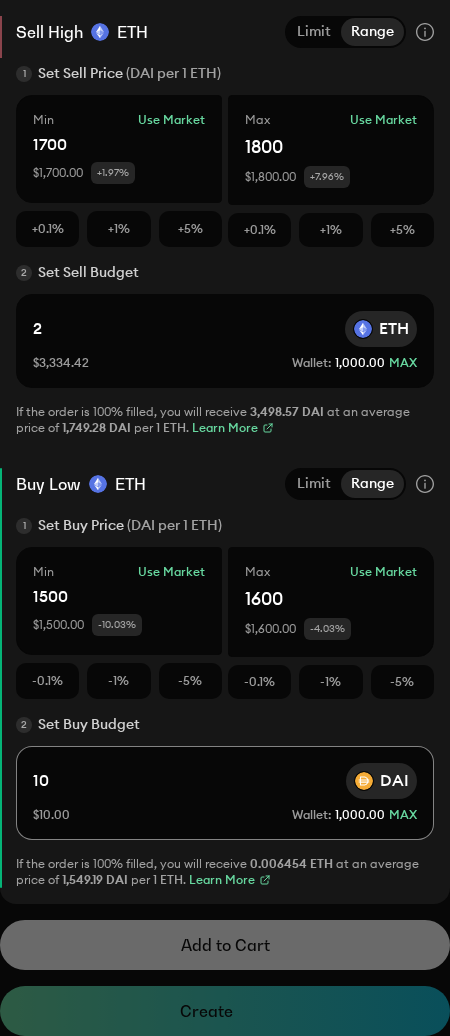 Sell High ETH Limit Range
1 Set Sell Price (DAI per 1 ETH)
Min Use Market Max Use Market
1700 1800
$1,700.00 +1.97% $1,800.00 +7.96%
+0.1% +1% +5% +0.1% +1% +5%
2 Set Sell Budget
2 ETH
$3,334.42 Wallet: 1,000.00 MAX
If the order is 100% filled, you will receive 3,498.57 DAI at an average
price of 1,749.28 DAI per 1 ETH. Learn More
Buy Low ETH Limit Range
1 Set Buy Price (DAI per 1 ETH)
Min Use Market Max Use Market
1500 1600
$1,500.00 -10.03% $1,600.00 -4.03%
-0.1% -1% -5% -0.1% -1% -5%
2 Set Buy Budget
10 DAI
$10.00 Wallet: 1,000.00 MAX
If the order is 100% filled, you will receive 0.006454 ETH at an average
price of 1,549.19 DAI per 1 ETH. Learn More
Add to Cart
Create